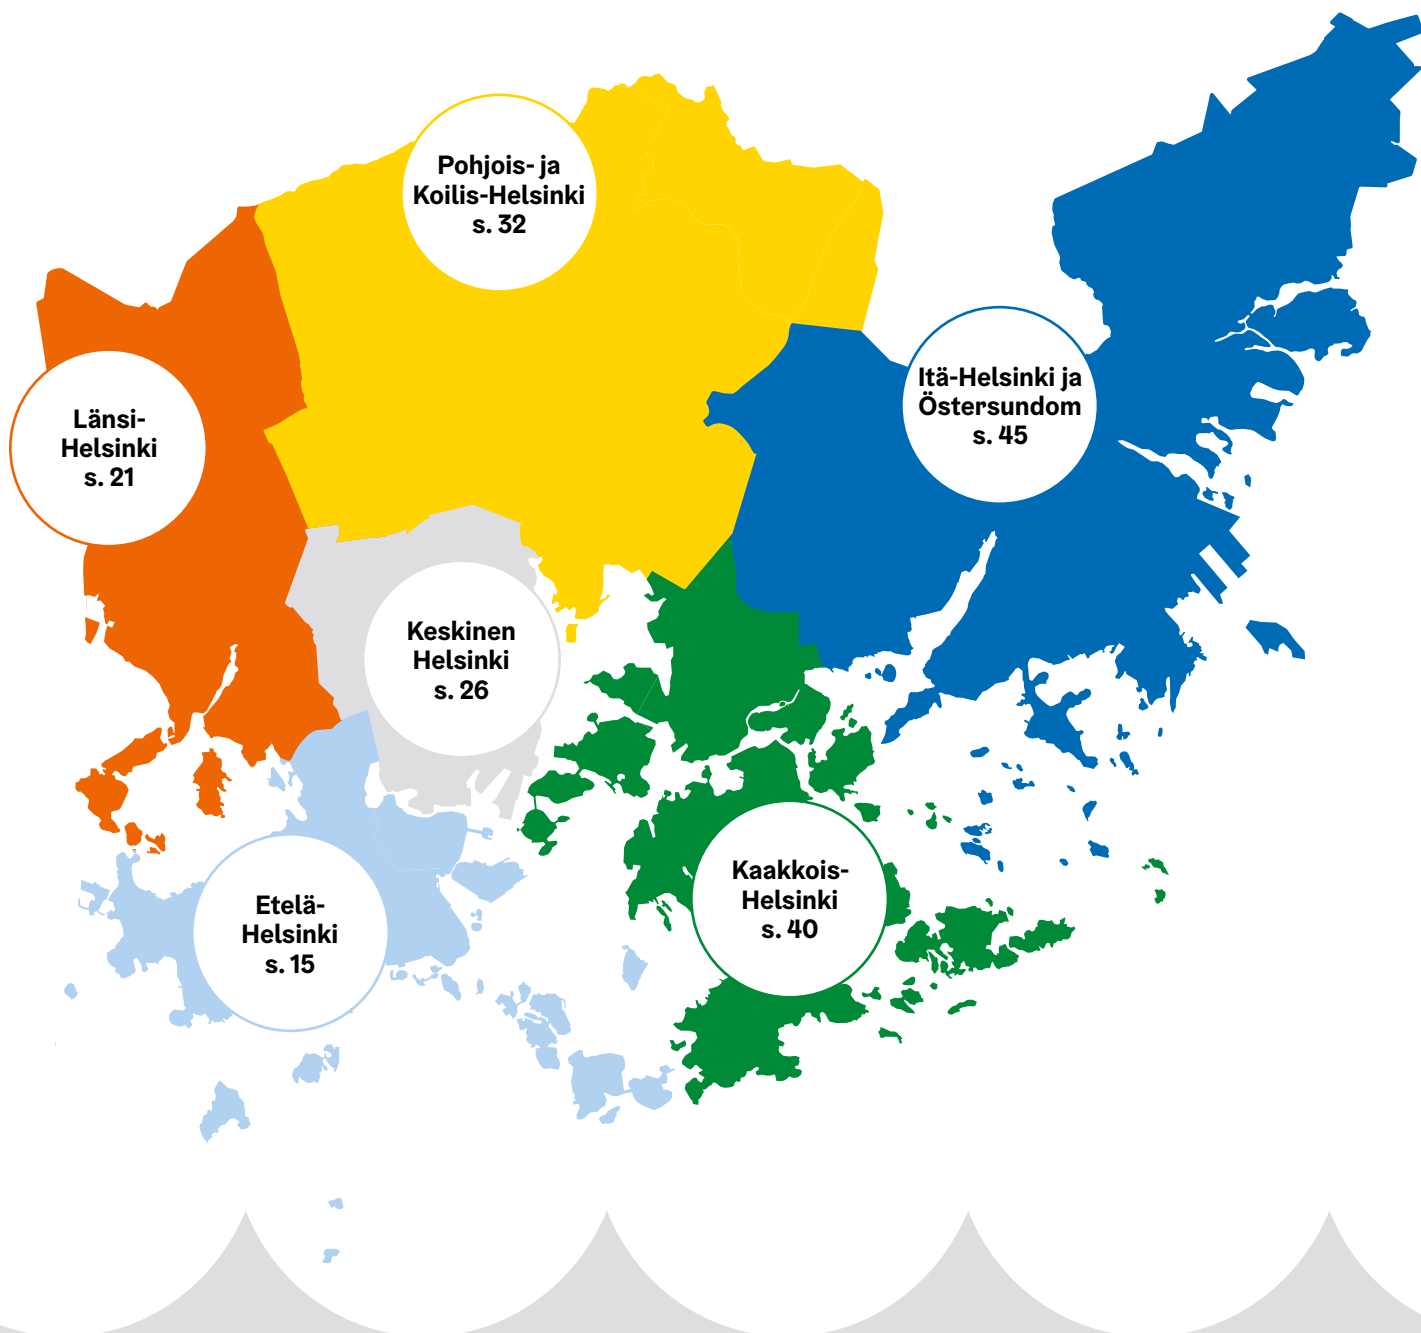 Pohjois- ja
Koilis-Helsinki
s. 32
Itä-Helsinki ja
Östersundom
s. 45
Länsi-
Helsinki
s. 21
Keskinen
Helsinki
s. 26
Kaakkois-
Helsinki
s. 40
Etelä-
Helsinki
s. 15